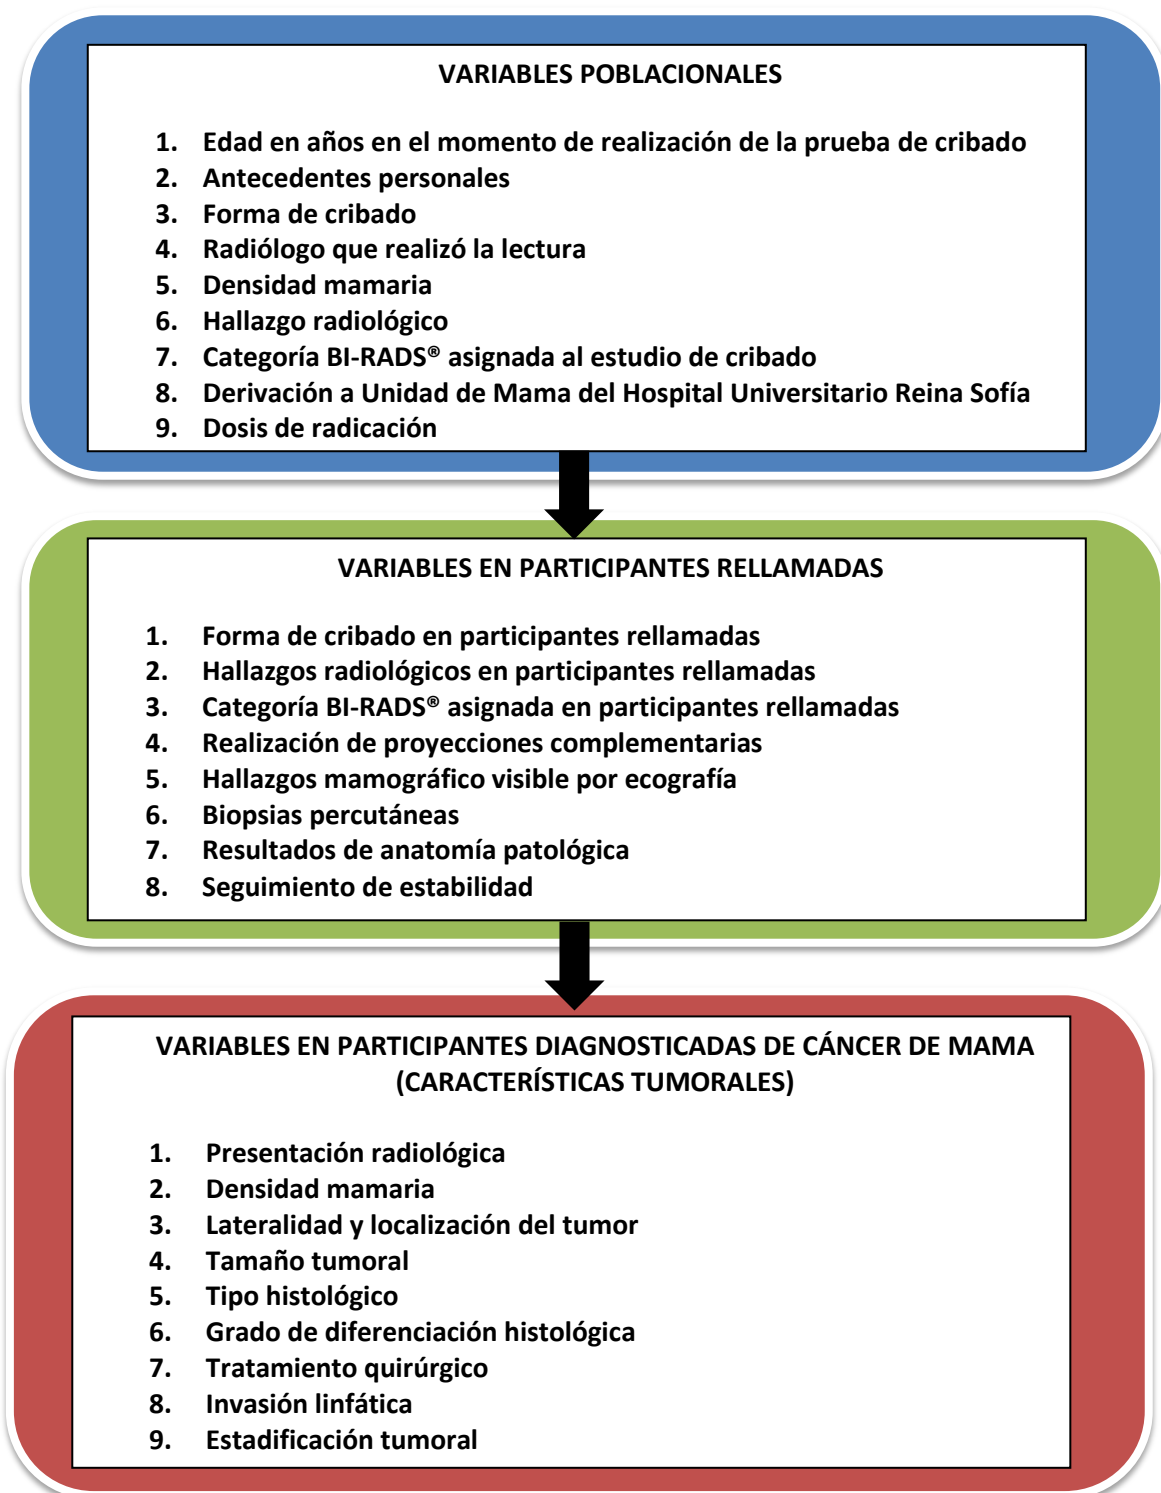 VARIABLES POBLACIONALES
1. Edad en años en el momento de realización de la prueba de cribado
2. Antecedentes personales
3. Forma de cribado
4. Radiólogo que realizó la lectura
5. Densidad mamaria
6. Hallazgo radiológico
7. Categoría BI-RADS® asignada al estudio de cribado
8. Derivación a Unidad de Mama del Hospital Universitario Reina Sofía
9. Dosis de radicación
VARIABLES EN PARTICIPANTES RELLAMADAS
1. Forma de cribado en participantes rellamadas
2. Hallazgos radiológicos en participantes rellamadas
3. Categoría BI-RADS® asignada en participantes rellamadas
4. Realización de proyecciones complementarias
5. Hallazgos mamográfico visible por ecografía
6. Biopsias percutáneas
7. Resultados de anatomía patológica
8. Seguimiento de estabilidad
VARIABLES EN PARTICIPANTES DIAGNOSTICADAS DE CÁNCER DE MAMA
(CARACTERÍSTICAS TUMORALES)
1. Presentación radiológica
2. Densidad mamaria
3. Lateralidad y localización del tumor
4. Tamaño tumoral
5. Tipo histológico
6. Grado de diferenciación histológica
7. Tratamiento quirúrgico
8. Invasión linfática
9. Estadificación tumoral